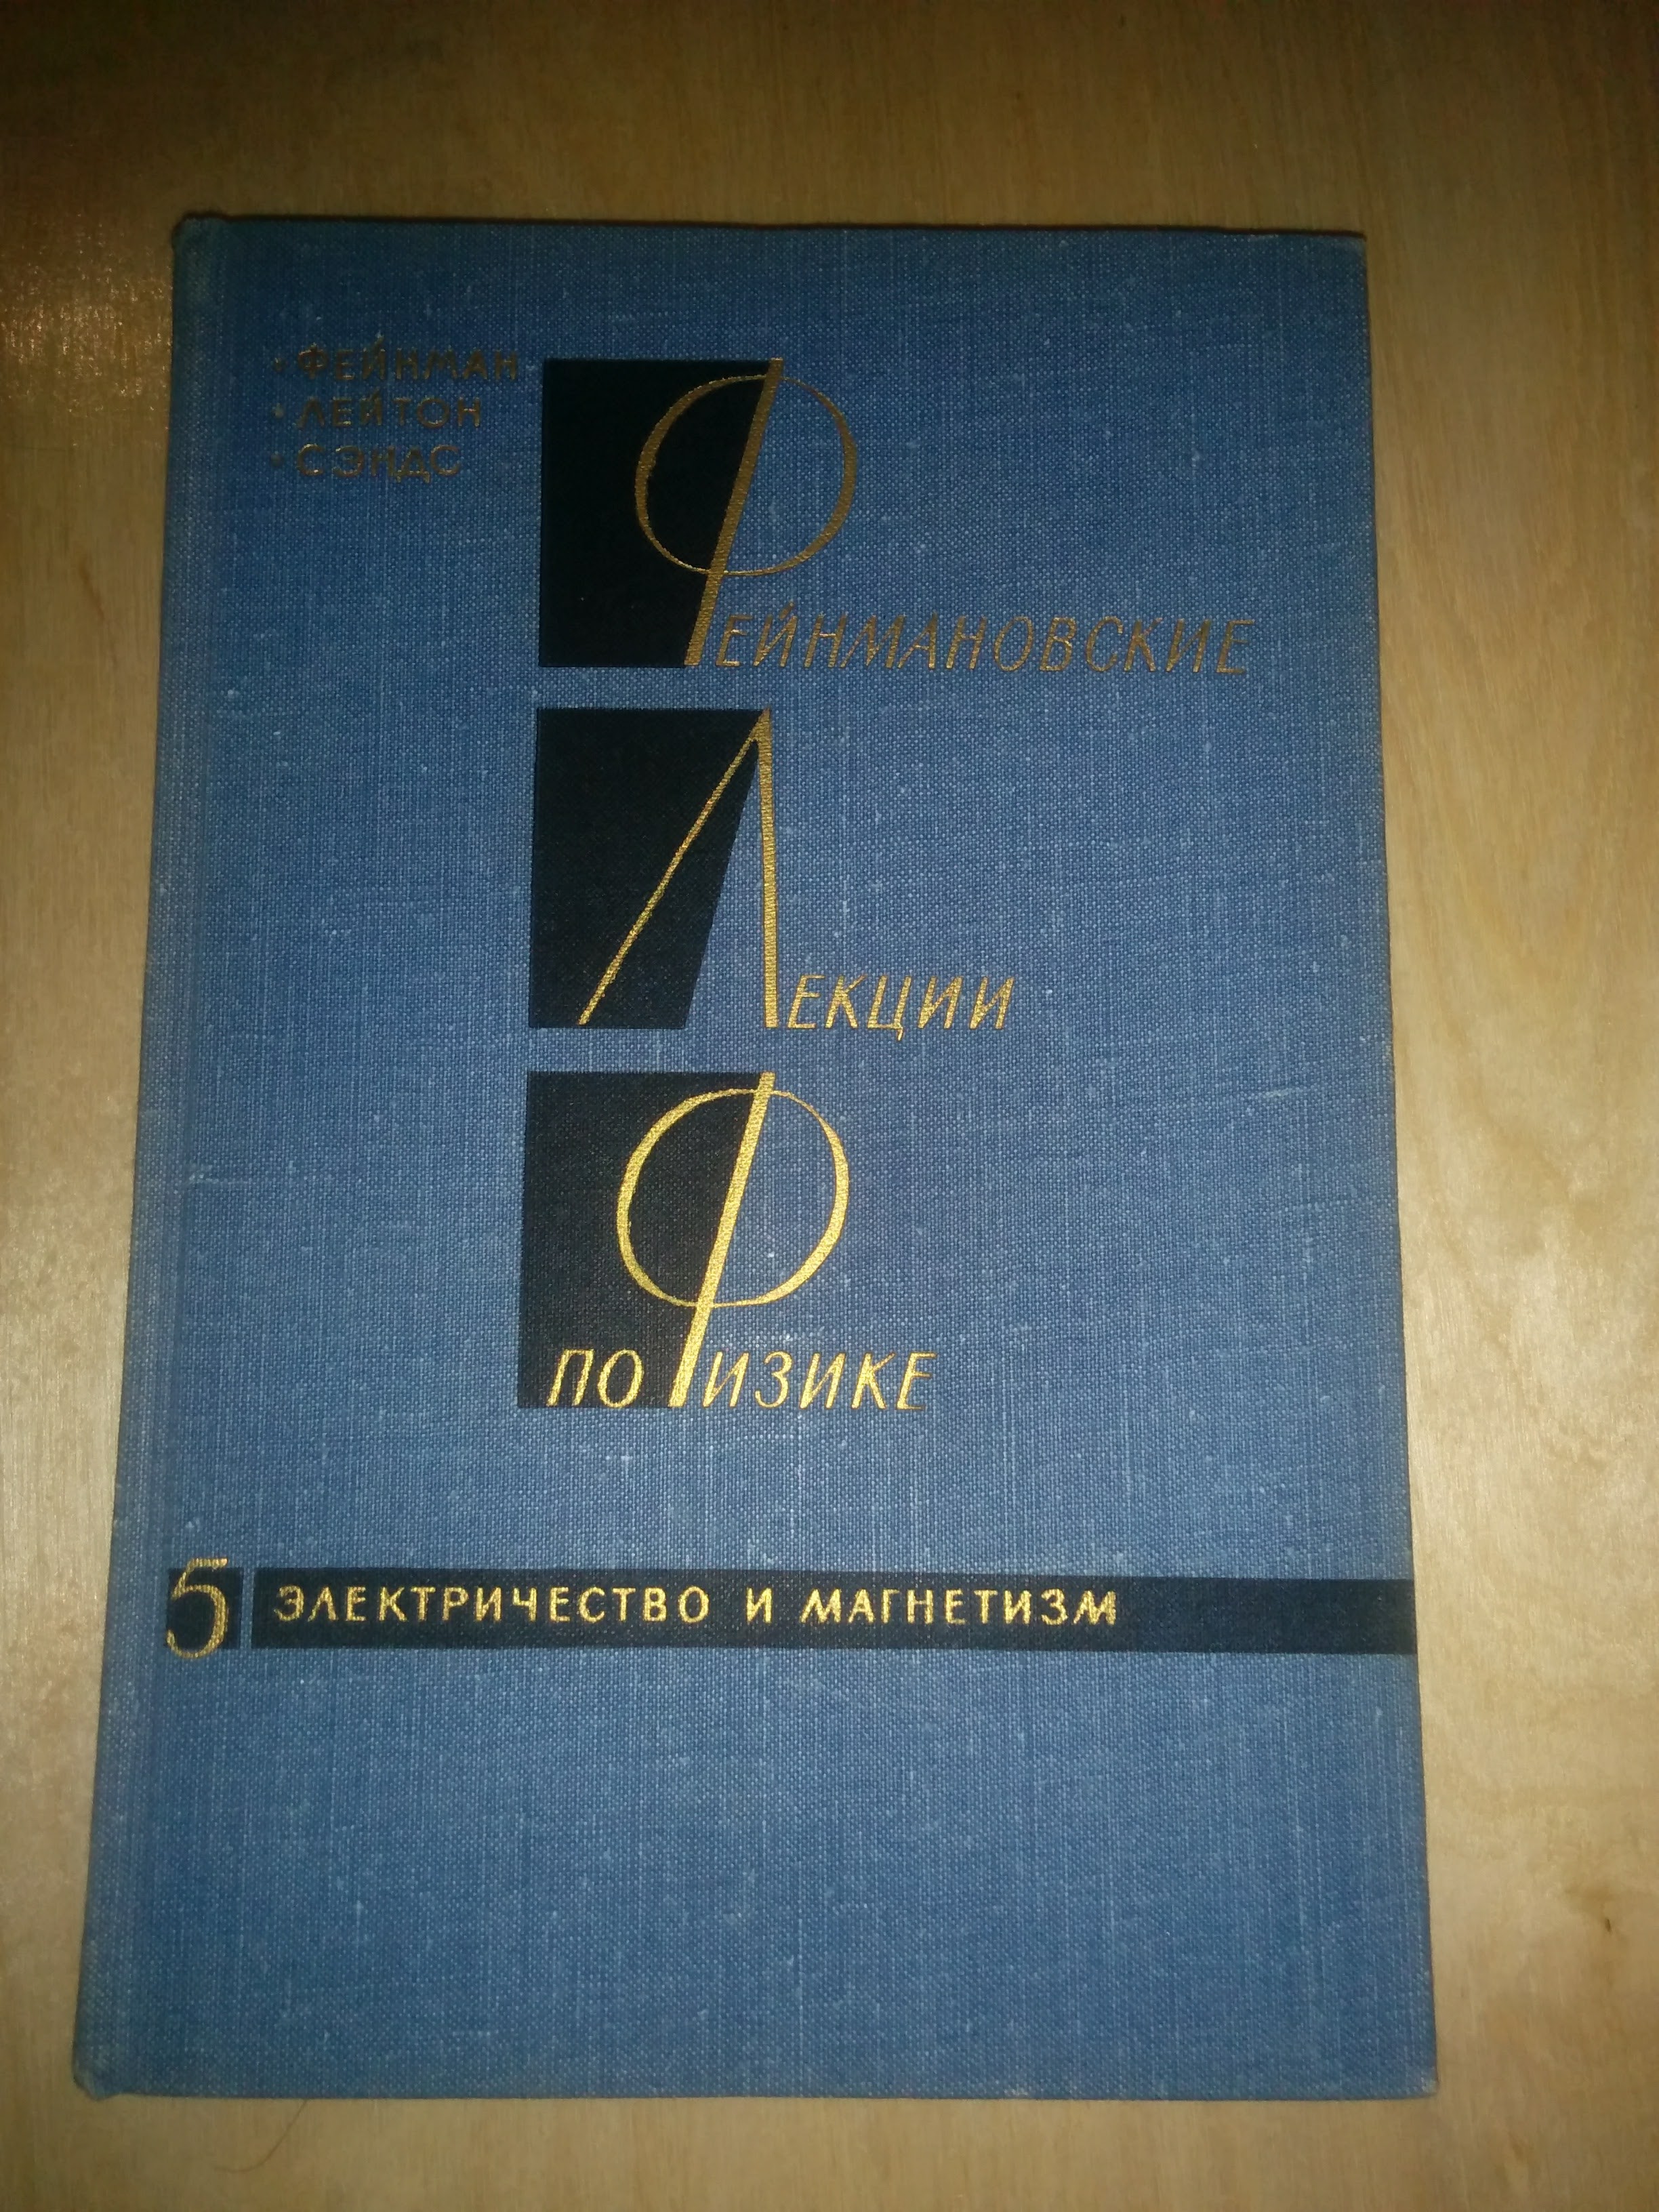 • ФЕЙНМАН
• ЛЕЙТОН
• СЭНДС
ФЕЙНМАНОВСКИЕ
ЛЕКЦИИ
ПО ФИЗИКЕ
5 ЭЛЕКТРИЧЕСТВО И МАГНЕТИЗМ